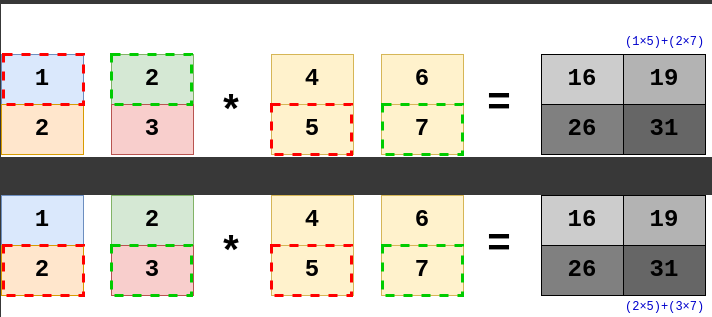 (1×5)+(2×7)
1 2 4 6 16 19
* =
2 3 5 7 26 31
1 2 4 6 16 19
* =
2 3 5 7 26 31
(2×5)+(3×7)